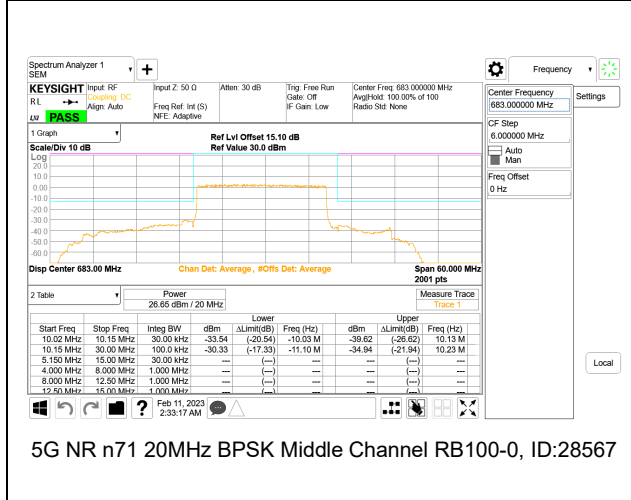 Spectrum Analyzer 1
SEM
Frequency
KEYSIGHT
Input: RF
Coupling: DC
Align: Auto
Input Z: 50 Ω
Freq Ref: Int (S)
NFE: Adaptive
Atten: 30 dB
Trig: Free Run
Gate: Off
IF Gain: Low
Center Freq: 683.000000 MHz
Avg|Hold: 100.00% of 100
Radio Std: None
R L
LXI PASS
Center Frequency
683.000000 MHz
Settings
CF Step
6.000000 MHz
Auto
Man
Freq Offset
0 Hz
1 Graph
Scale/Div 10 dB
Ref Lvl Offset 15.10 dB
Ref Value 30.0 dBm
Log
20.0
10.0
0.00
-10.0
-20.0
-30.0
-40.0
-50.0
-60.0
Disp Center 683.00 MHz
Chan Det: Average, #Offs Det: Average
Span 60.000 MHz
2001 pts
2 Table
Power
26.65 dBm / 20 MHz
Measure Trace
Trace 1
Lower Upper
Start Freq Stop Freq Integ BW dBm ΔLimit(dB) Freq (Hz) dBm ΔLimit(dB) Freq (Hz)
10.02 MHz 10.15 MHz 30.00 kHz -33.54 (-20.54) -10.03 M -39.62 (-26.62) 10.13 M
10.15 MHz 30.00 MHz 100.0 kHz -30.33 (-17.33) -11.10 M -34.94 (-21.94) 10.23 M
5.150 MHz 15.00 MHz 30.00 kHz --- (---) --- --- (---) ---
4.000 MHz 8.000 MHz 1.000 MHz --- (---) --- --- (---) ---
8.000 MHz 12.50 MHz 1.000 MHz --- (---) --- --- (---) ---
12.50 MHz 15.00 MHz 1.000 MHz --- (---) --- --- (---) ---
Local
Feb 11, 2023
2:33:17 AM
5G NR n71 20MHz BPSK Middle Channel RB100-0, ID:28567